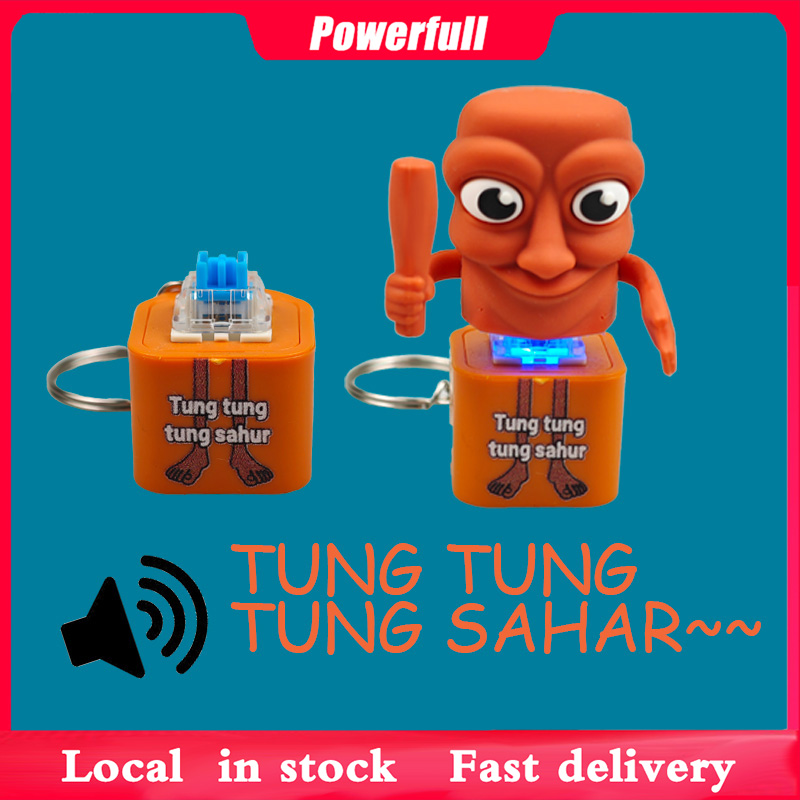 Powerfull
Tung tung
tung sahur
Tung tung
tung sahur
TUNG TUNG
TUNG SAHAR~~
Local in stock Fast delivery